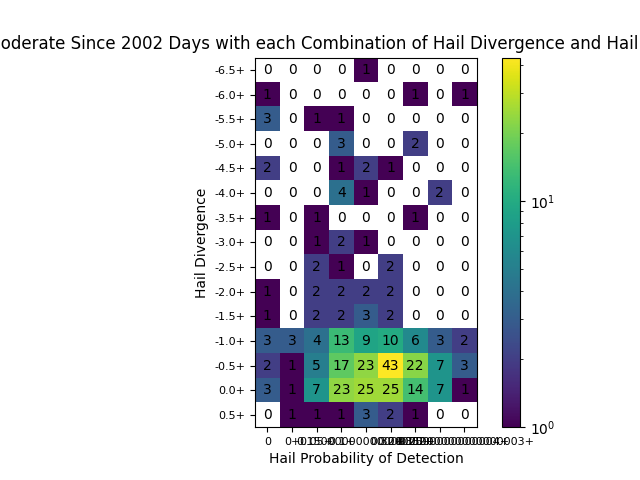 oderate Since 2002 Days with each Combination of Hail Divergence and Hail
-6.5+ 0 0 0 0 1 0 0 0 0
-6.0+ 1 0 0 0 0 0 1 0 1
-5.5+ 3 0 1 1 0 0 0 0 0
-5.0+ 0 0 0 3 0 0 2 0 0
-4.5+ 2 0 0 1 2 1 0 0 0
-4.0+ 0 0 0 4 1 0 0 2 0
-3.5+ 1 0 1 0 0 0 1 0 0
-3.0+ 0 0 1 2 1 0 0 0 0
-2.5+ 0 0 2 1 0 2 0 0 0
-2.0+ 1 0 2 2 2 2 0 0 0
-1.5+ 1 0 2 2 3 2 0 0 0
-1.0+ 3 3 4 13 9 10 6 3 2
-0.5+ 2 1 5 17 23 43 22 7 3
0.0+ 3 1 7 23 25 25 14 7 1
0.5+ 0 1 1 1 3 2 1 0 0
0
Hail Probability of Detection
Hail Divergence
10¹
10⁰